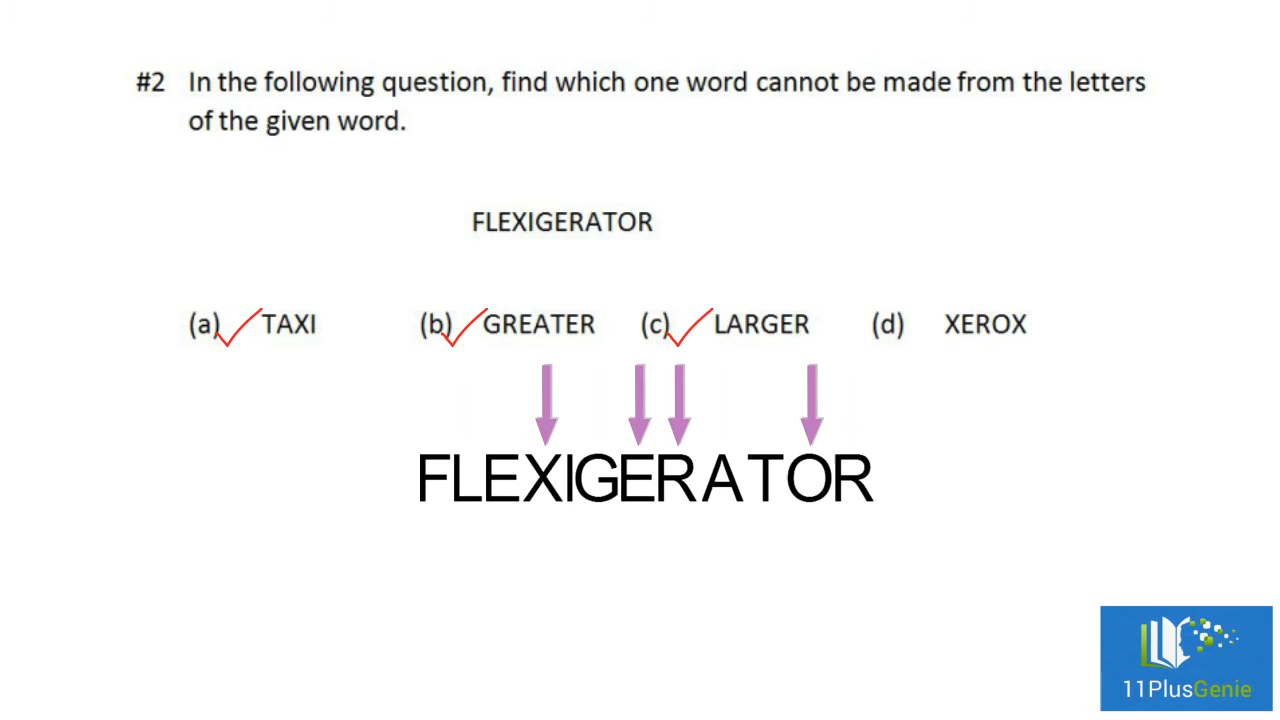 #2 In the following question, find which one word cannot be made from the letters
of the given word.
FLEXIGERATOR
(a) TAXI (b) GREATER (c) LARGER (d) XEROX
FLEXIGERATOR
11PlusGenie